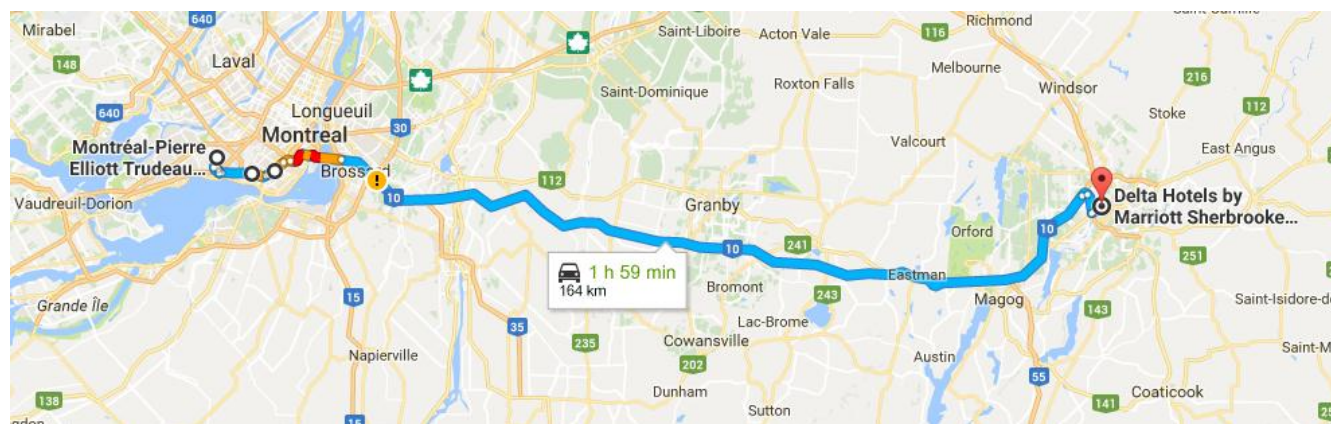 Mirabel
640
Saint-Liboire
Acton Vale
116
Richmond
148
Laval
Melbourne
216
Roxton Falls
Windsor
Saint-Dominique
640
Longueuil
Stoke
112
Montreal
30
Valcourt
Montréal-Pierre
Elliott Trudeau...
East Angus
Brossard
112
10
Delta Hotels by
Marriott Sherbrooke...
Vaudreuil-Dorion
Granby
10
241
Orford
10
251
1 h 59 min
164 km
Eastman
Bromont
243
Magog
15
Grande Île
143
Saint-Isidore-d
Lac-Brome
35
235
Cowansville
Napierville
202
Austin
Saint-M
55
Dunham
Coaticook
138
141
15
Sutton